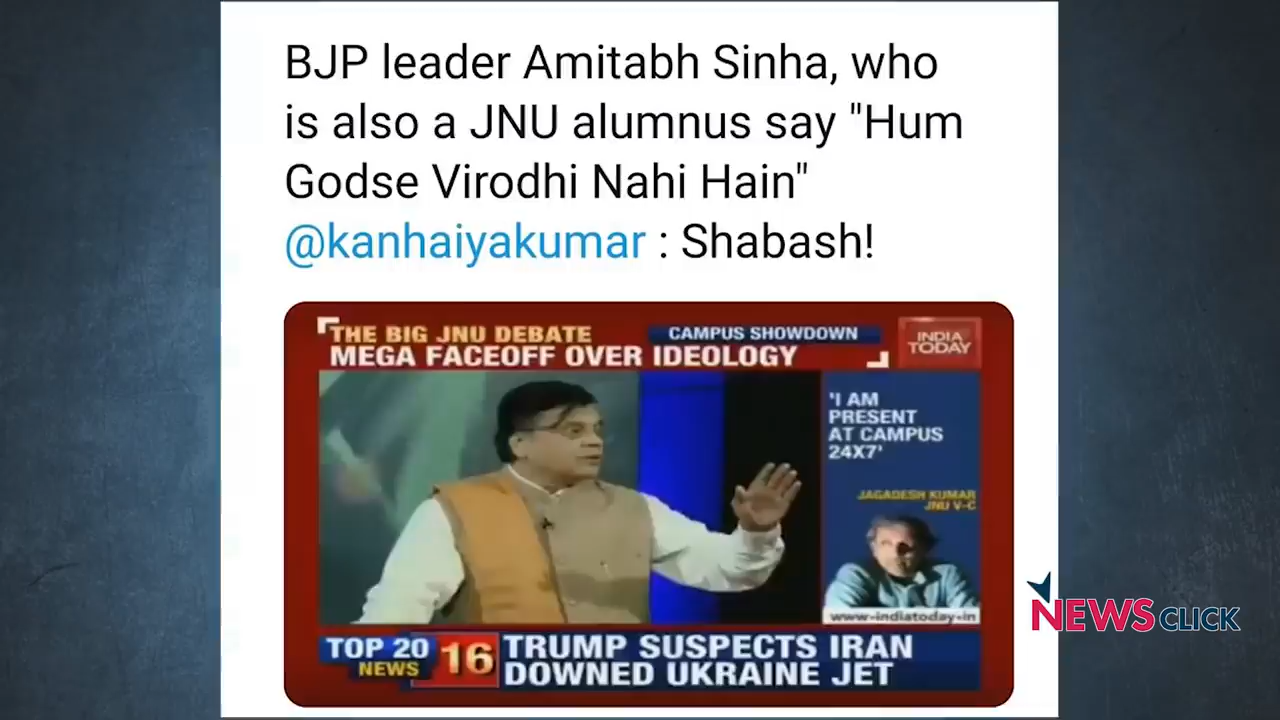 BJP leader Amitabh Sinha, who
is also a JNU alumnus say "Hum
Godse Virodhi Nahi Hain"
@kanhaiyakumar : Shabash!
THE BIG JNU DEBATE
CAMPUS SHOWDOWN
MEGA FACEOFF OVER IDEOLOGY
INDIA
TODAY
'I AM
PRESENT
AT CAMPUS
24X7'
JAGADESH KUMAR
JNU V-C
www-indiatoday-in
NEWSCLICK
TOP 20
NEWS
16
TRUMP SUSPECTS IRAN
DOWNED UKRAINE JET